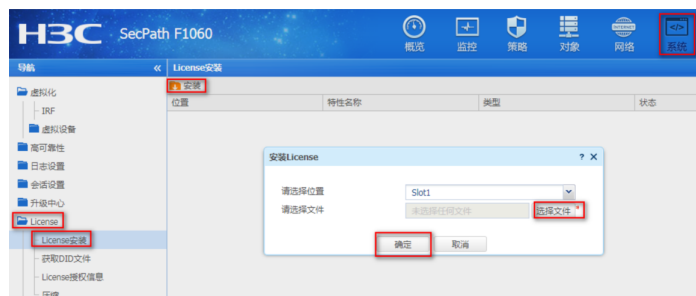 H3C SecPath F1060
概览 监控 策略 对象 网络 系统
导航 « License安装
安装
位置 特性名称 类型 状态
虚拟化
IRF
虚拟设备
高可靠性
日志设置
会话设置
升级中心
License
License安装
获取DID文件
License授权信息
压缩
安装License ? X
请选择位置 Slot1
请选择文件 未选择任何文件 选择文件 *
确定 取消